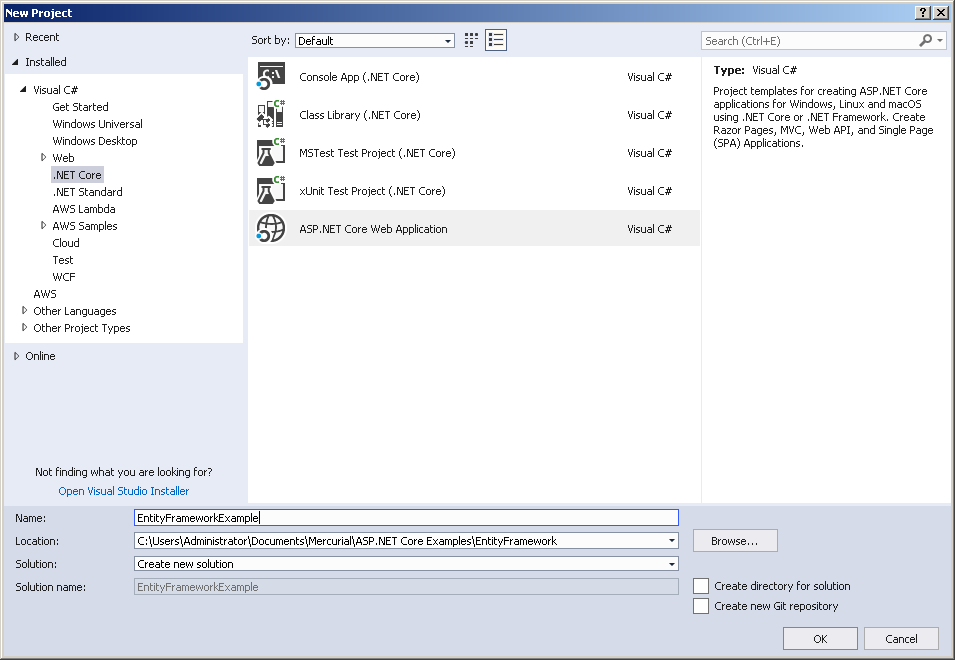 New Project
Recent
Installed
Visual C#
Get Started
Windows Universal
Windows Desktop
Web
.NET Core
.NET Standard
AWS Lambda
AWS Samples
Cloud
Test
WCF
AWS
Other Languages
Other Project Types
Online
Not finding what you are looking for?
Open Visual Studio Installer
Sort by: Default
Console App (.NET Core) Visual C#
Class Library (.NET Core) Visual C#
MSTest Test Project (.NET Core) Visual C#
xUnit Test Project (.NET Core) Visual C#
ASP.NET Core Web Application Visual C#
Search (Ctrl+E)
Type: Visual C#
Project templates for creating ASP.NET Core
applications for Windows, Linux and macOS
using .NET Core or .NET Framework. Create
Razor Pages, MVC, Web API, and Single Page
(SPA) Applications.
Name: EntityFrameworkExample
Location: C:\Users\Administrator\Documents\Mercurial\ASP.NET Core Examples\EntityFramework Browse...
Solution: Create new solution
Solution name: EntityFrameworkExample
Create directory for solution
Create new Git repository
OK Cancel